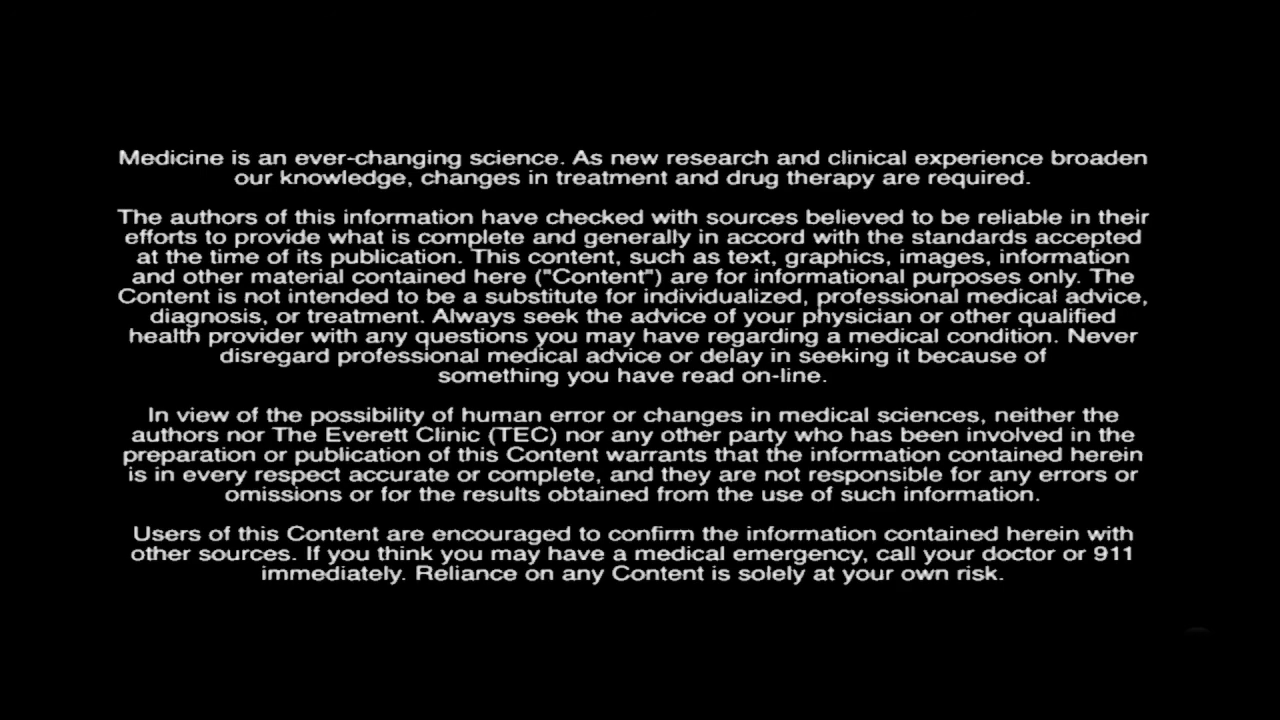 Medicine is an ever-changing science. As new research and clinical experience broaden
our knowledge, changes in treatment and drug therapy are required.
The authors of this information have checked with sources believed to be reliable in their
efforts to provide what is complete and generally in accord with the standards accepted
at the time of its publication. This content, such as text, graphics, images, information
and other material contained here ("Content") are for informational purposes only. The
Content is not intended to be a substitute for individualized, professional medical advice,
diagnosis, or treatment. Always seek the advice of your physician or other qualified
health provider with any questions you may have regarding a medical condition. Never
disregard professional medical advice or delay in seeking it because of
something you have read on-line.
In view of the possibility of human error or changes in medical sciences, neither the
authors nor The Everett Clinic (TEC) nor any other party who has been involved in the
preparation or publication of this Content warrants that the information contained herein
is in every respect accurate or complete, and they are not responsible for any errors or
omissions or for the results obtained from the use of such information.
Users of this Content are encouraged to confirm the information contained herein with
other sources. If you think you may have a medical emergency, call your doctor or 911
immediately. Reliance on any Content is solely at your own risk.